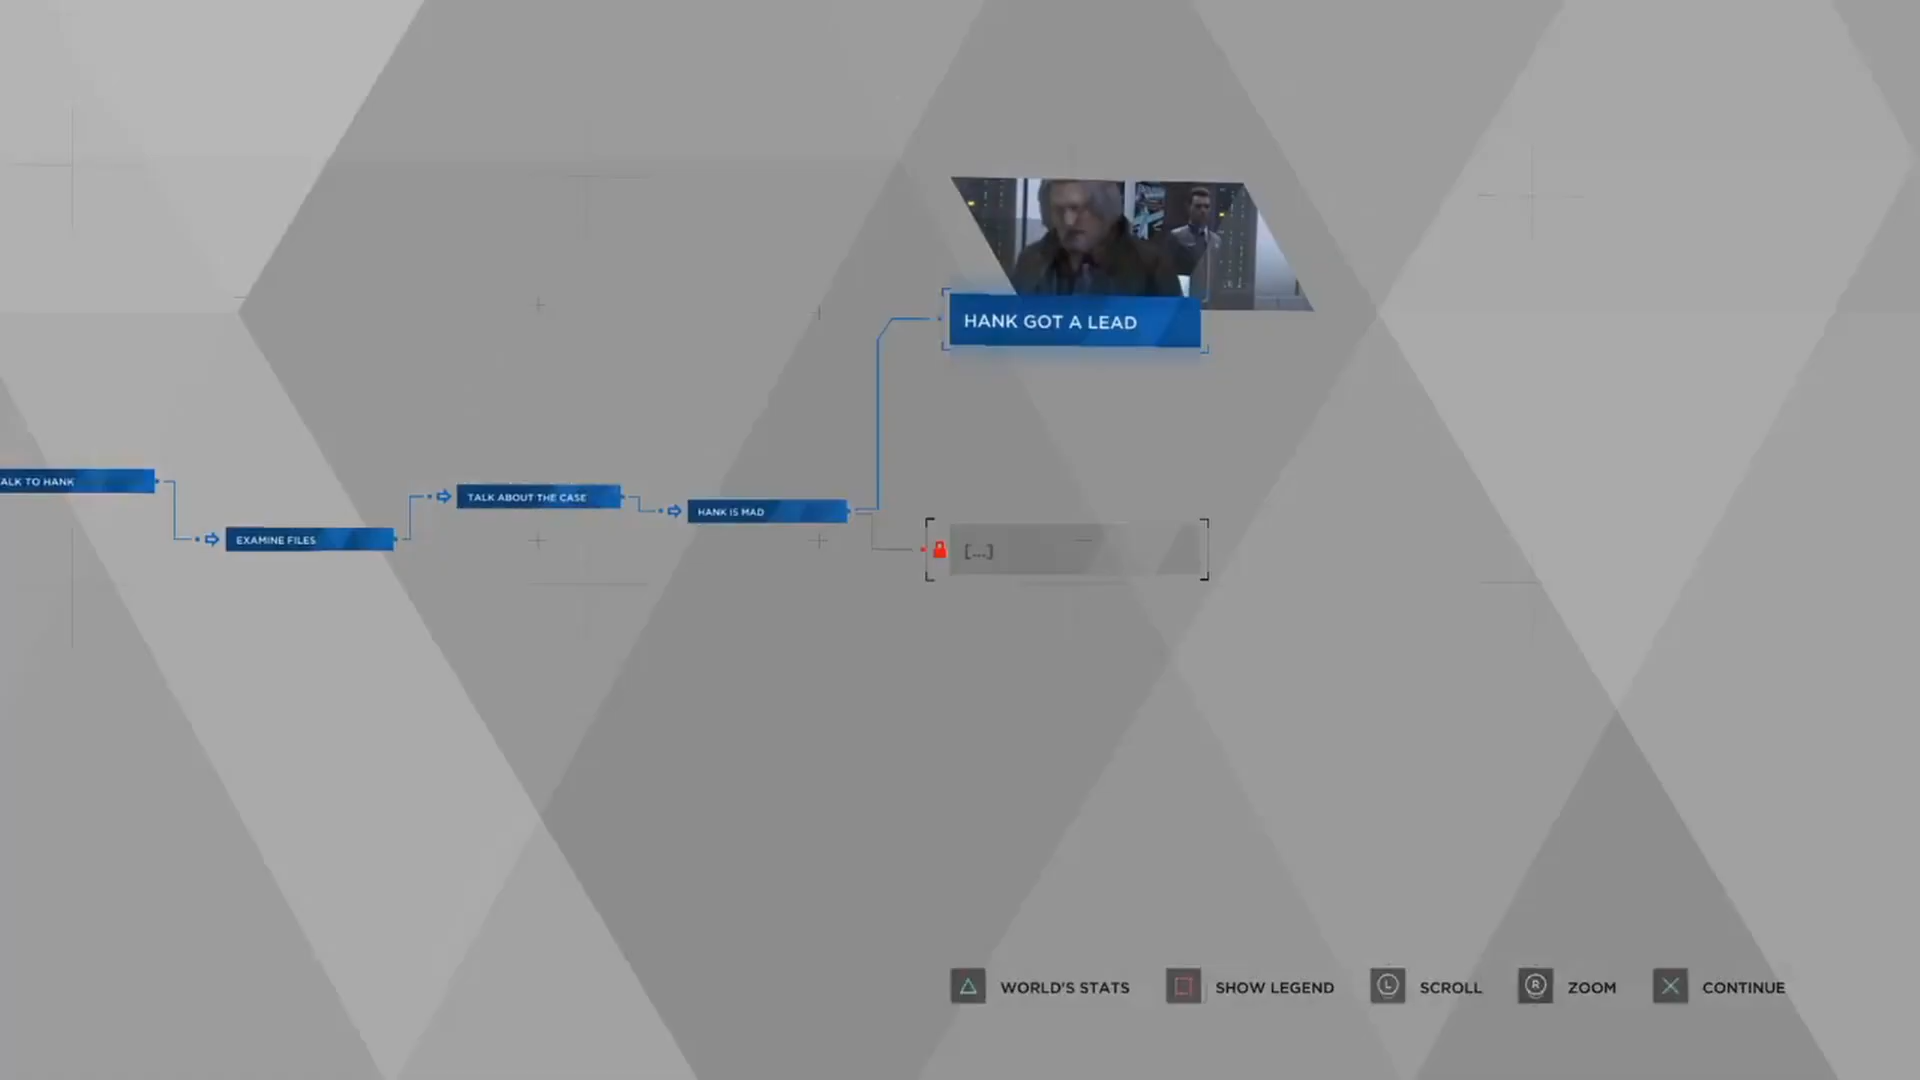 HANK GOT A LEAD
ALK TO HANK
TALK ABOUT THE CASE
HANK IS MAD
EXAMINE FILES
[...]
WORLD'S STATS
SHOW LEGEND
L
SCROLL
R
ZOOM
CONTINUE